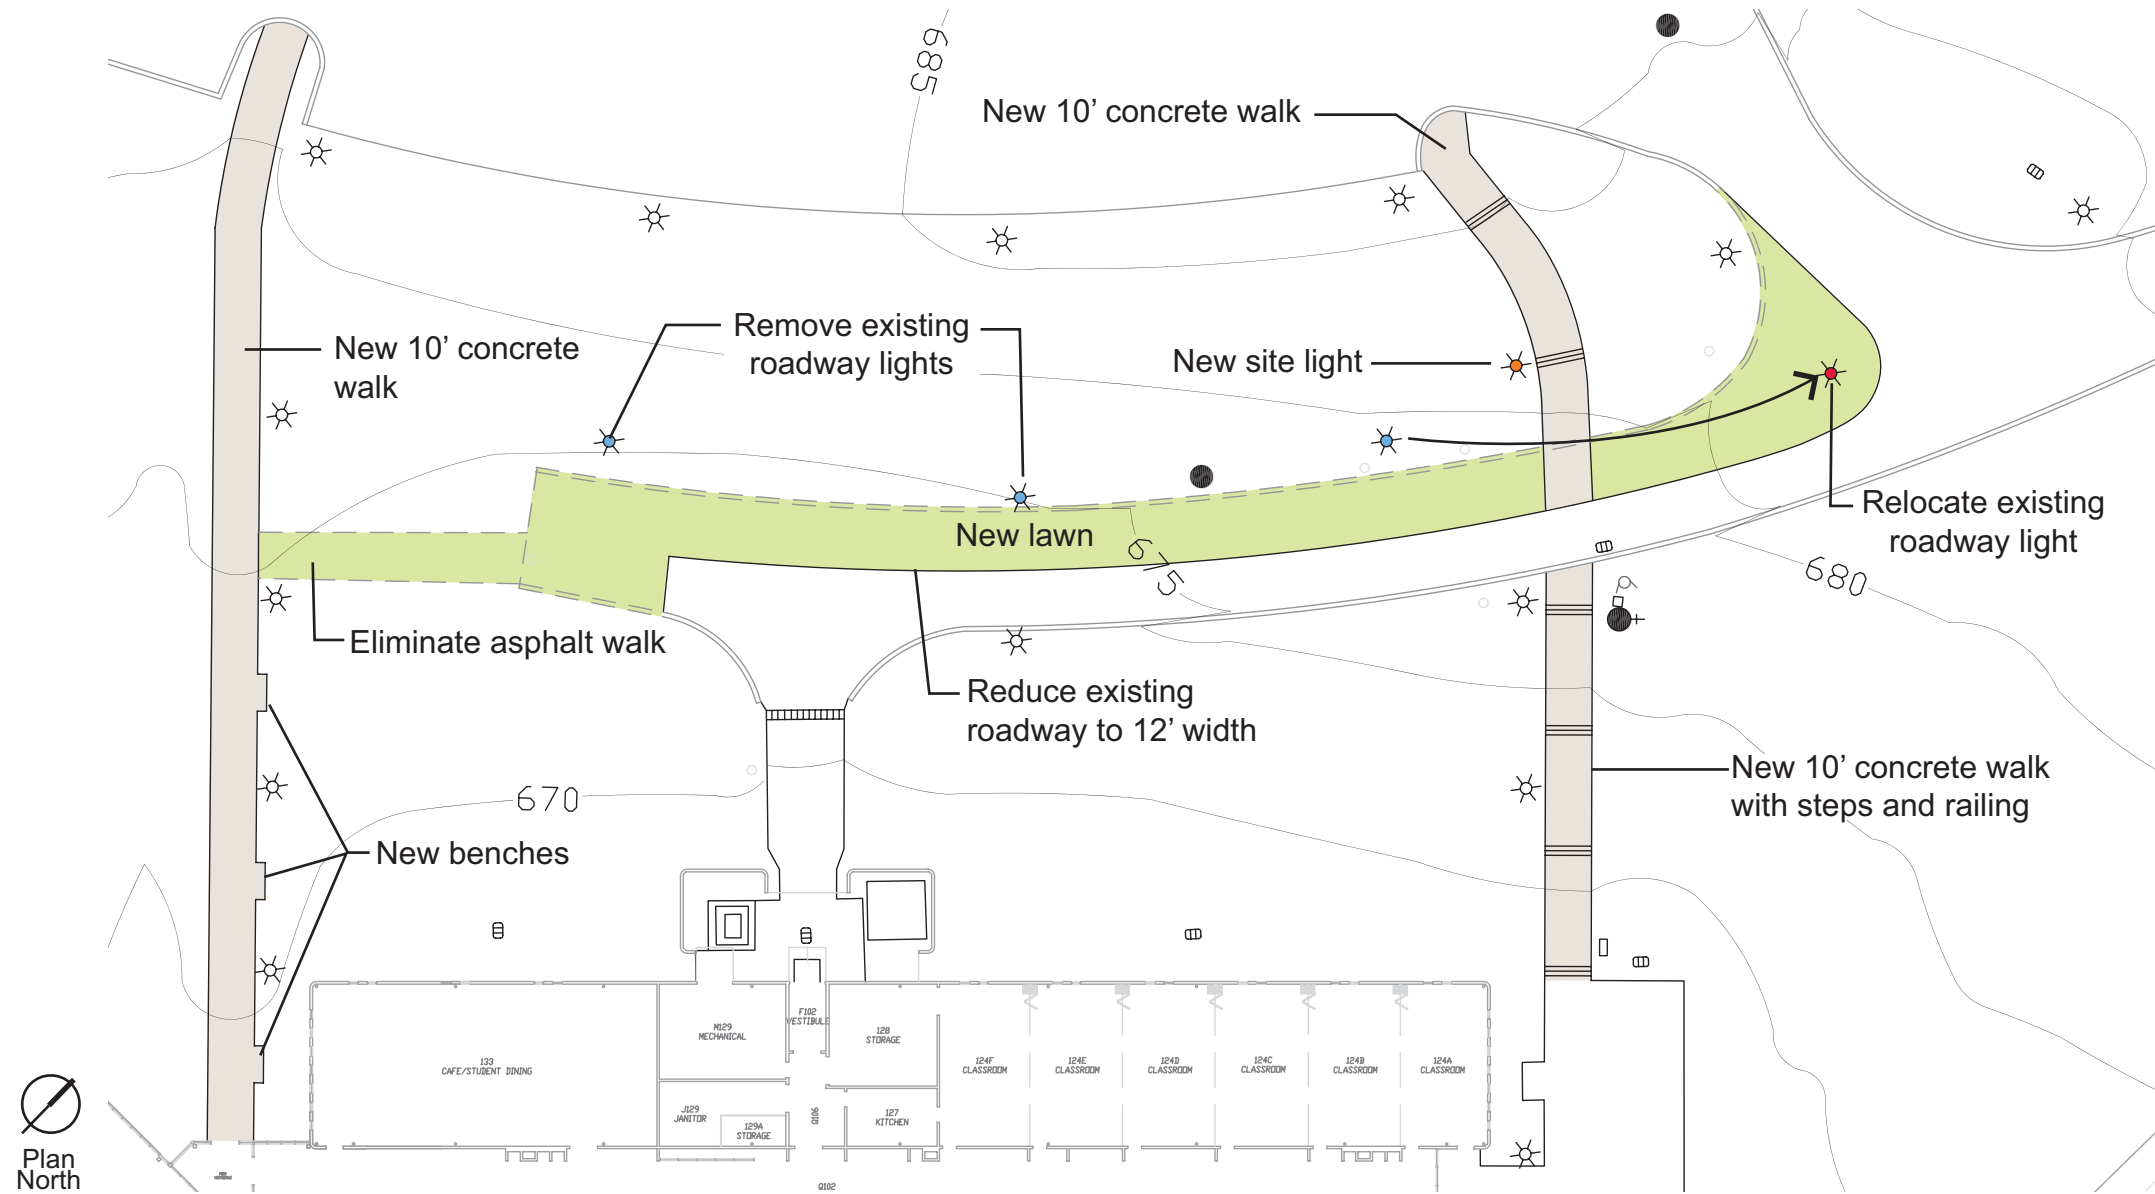 685
New 10’ concrete walk
Remove existing
roadway lights
New 10’ concrete
walk
New site light
Relocate existing
roadway light
New lawn
675
680
Eliminate asphalt walk
Reduce existing
roadway to 12’ width
New 10’ concrete walk
with steps and railing
670
New benches
F102
VESTIBULE
M129
MECHANICAL
128
STORAGE
133
CAFE/STUDENT DINING
124F
CLASSROOM
124E
CLASSROOM
124D
CLASSROOM
124C
CLASSROOM
124B
CLASSROOM
124A
CLASSROOM
J129
JANITOR
129A
STORAGE
Q106
127
KITCHEN
Plan
North
Q102